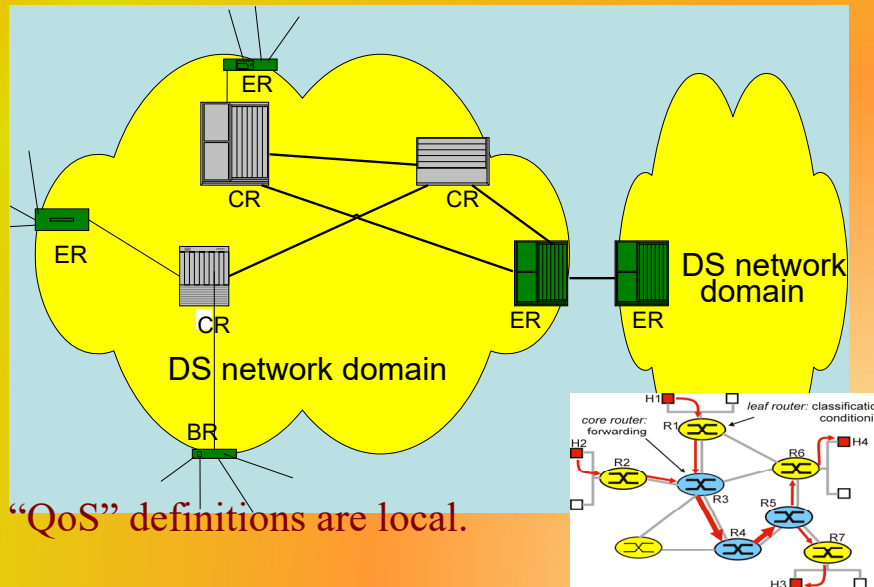 ER
CR
CR
ER
CR
ER
ER
DS network
domain
DS network domain
BR
"QoS" definitions are local.
H1
leaf router: classificatio
conditioni
core router:
forwarding
R1
H2
R2
R3
R6
H4
R5
R4
R7
H3